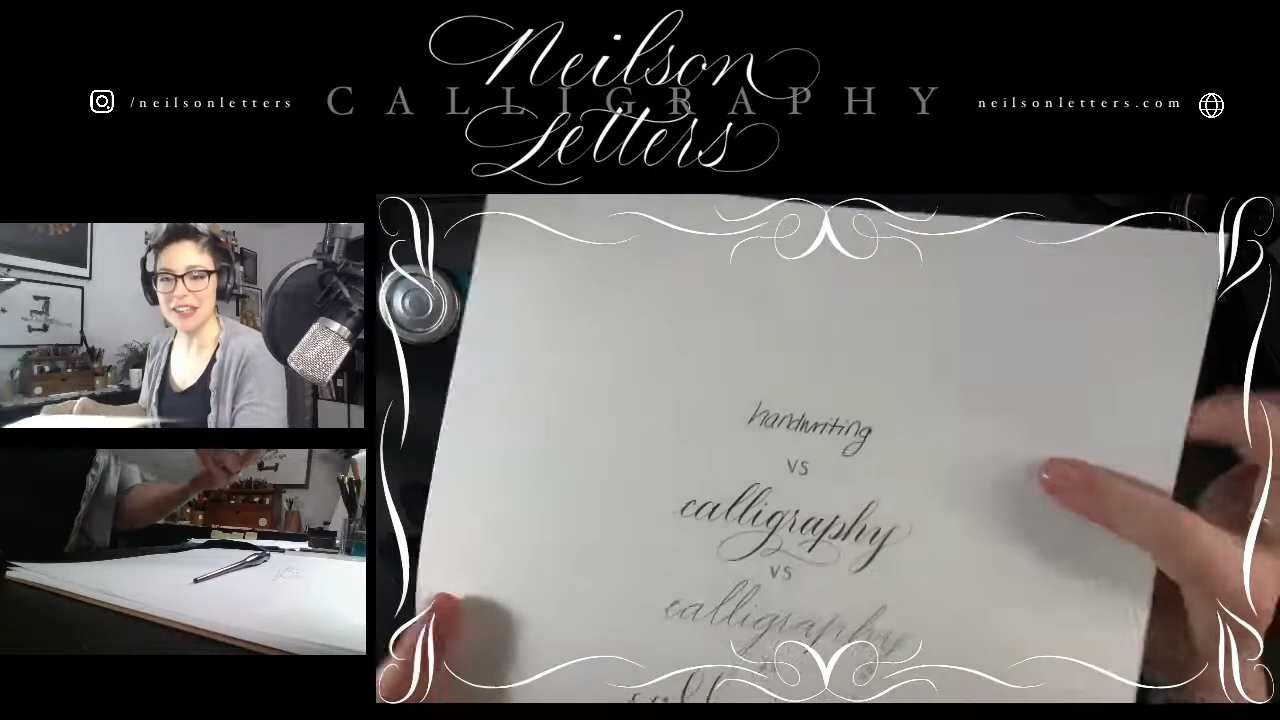 Neilson
CALLIGRAPHY
Letters
/neilsonletters
neilsonletters.com
handwriting
vs
calligraphy
vs
calligraphy